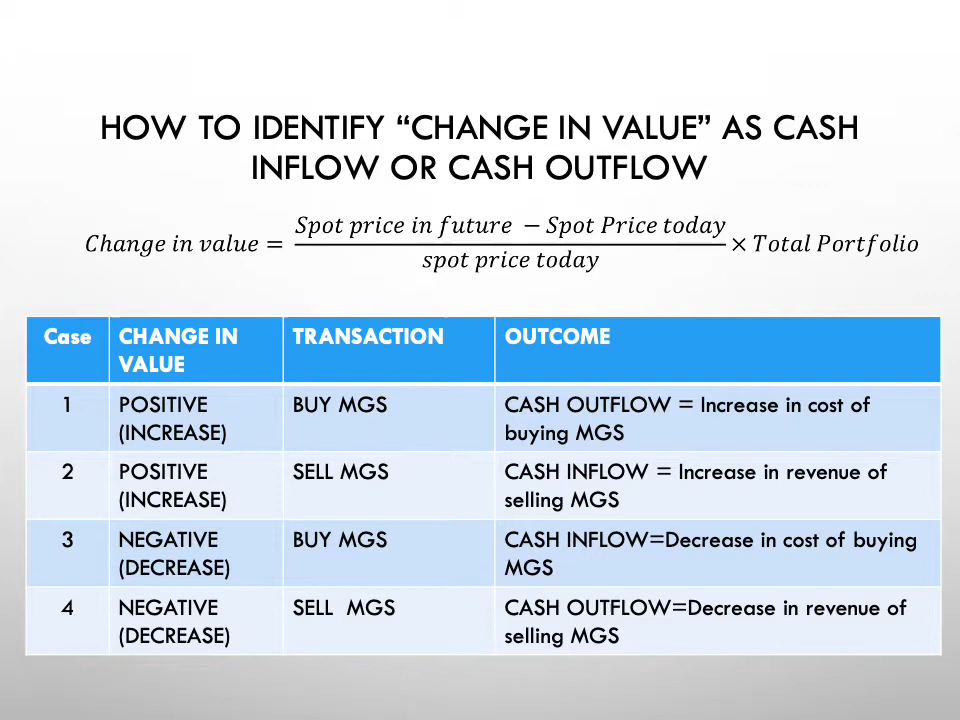 HOW TO IDENTIFY “CHANGE IN VALUE” AS CASH
INFLOW OR CASH OUTFLOW
Change in value = (Spot price in future − Spot Price today) / spot price today × Total Portfolio
Case | CHANGE IN VALUE | TRANSACTION | OUTCOME
1 | POSITIVE (INCREASE) | BUY MGS | CASH OUTFLOW = Increase in cost of buying MGS
2 | POSITIVE (INCREASE) | SELL MGS | CASH INFLOW = Increase in revenue of selling MGS
3 | NEGATIVE (DECREASE) | BUY MGS | CASH INFLOW=Decrease in cost of buying MGS
4 | NEGATIVE (DECREASE) | SELL MGS | CASH OUTFLOW=Decrease in revenue of selling MGS